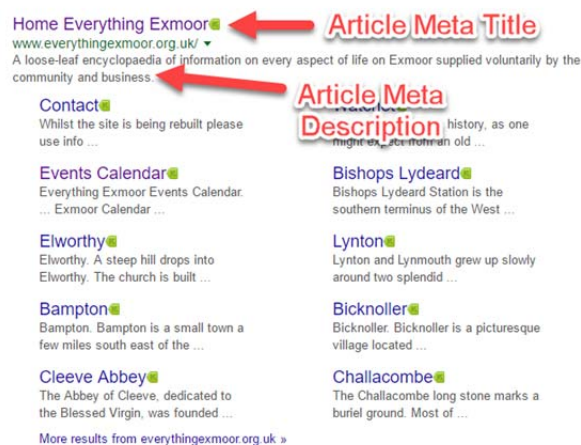 Home Everything Exmoor
Article Meta Title
www.everythingexmoor.org.uk/
A loose-leaf encyclopaedia of information on every aspect of life on Exmoor supplied voluntarily by the
community and business.
Article Meta
Description
Contact
Whilst the site is being rebuilt please
use info ...
history, as one
might expect from an old ...
Events Calendar
Everything Exmoor Events Calendar.
... Exmoor Calendar ...
Bishops Lydeard
Bishops Lydeard Station is the
southern terminus of the West ...
Elworthy
Elworthy. A steep hill drops into
Elworthy. The church is built ...
Lynton
Lynton and Lynmouth grew up slowly
around two splendid ...
Bampton
Bampton. Bampton is a small town a
few miles south east of the ...
Bicknoller
Bicknoller. Bicknoller is a picturesque
village located ...
Cleeve Abbey
The Abbey of Cleeve, dedicated to
the Blessed Virgin, was founded ...
Challacombe
The Challacombe long stone marks a
buriel ground. Most of ...
More results from everythingexmoor.org.uk »